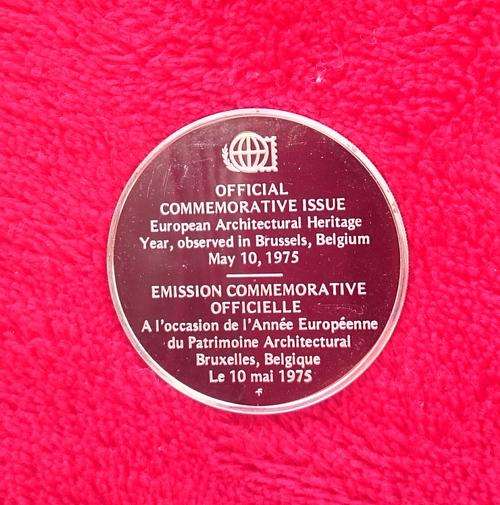 OFFICIAL
COMMEMORATIVE ISSUE
European Architectural Heritage
Year, observed in Brussels, Belgium
May 10, 1975
EMISSION COMMEMORATIVE
OFFICIELLE
A l'occasion de l'Année Européenne
du Patrimoine Architectural
Bruxelles, Belgique
Le 10 mai 1975